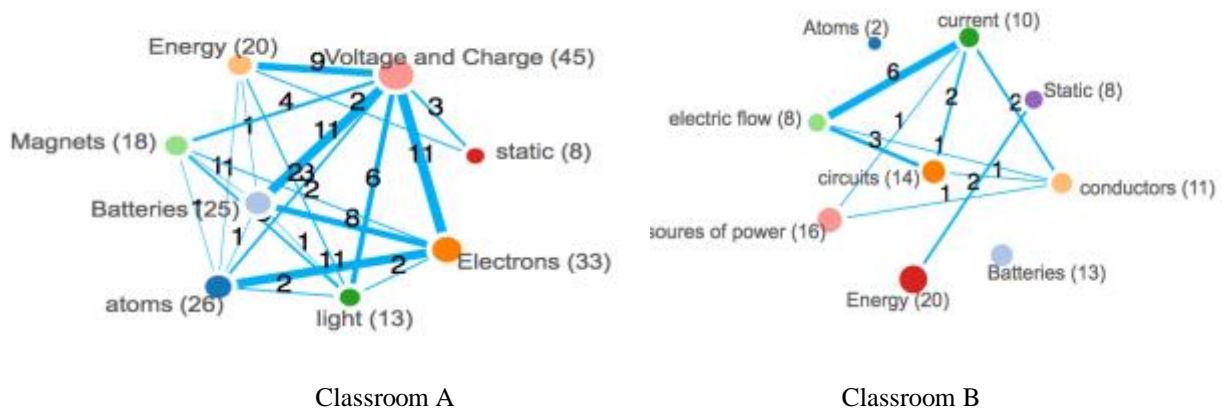 Energy (20)
Voltage and Charge (45)
9
4
2
3
1
11
11
Magnets (18)
static (8)
11
2
3
2
6
Batteries (25)
1
8
1
1
11
2
Electrons (33)
2
atoms (26)
light (13)
Classroom A
current (10)
Atoms (2)
6
Static (8)
2
2
1
electric flow (8)
3
1
1
circuits (14)
2
conductors (11)
1
soures of power (16)
Batteries (13)
Energy (20)
Classroom B